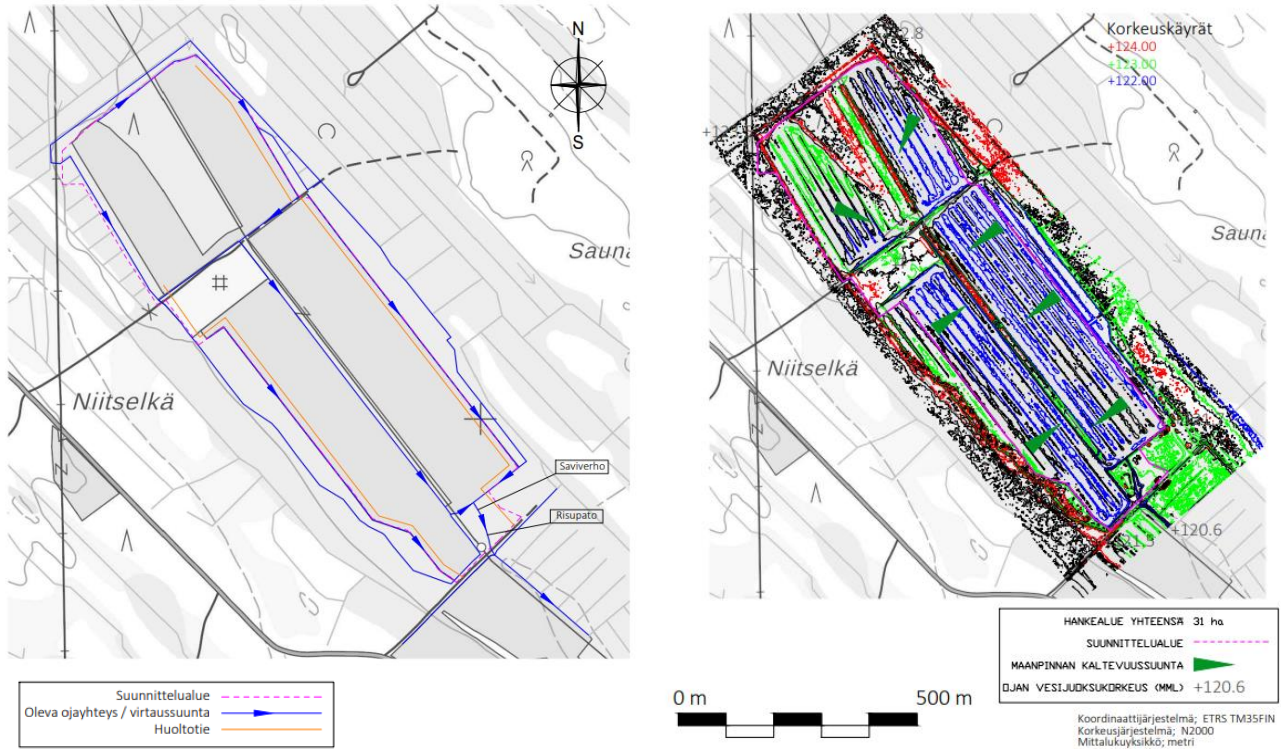 N
S
Sauna
Niitselkä
Saviverho
Risupato
Suunnittelualue
Oleva ojayhteys / virtaussuunta
Huoltotie
Korkeuskäyrät
+124.00
+123.00
+122.00
Niitselkä
+120.6
0 m
500 m
HANKEALUE YHTEENSÄ 31 ha
SUUNNITTELUALUE
MAANPINNAN KALTEVUUSSUUNTA
OJAN VESIJUOKSUKORKEUS (MML) +120.6
Koordinaattijärjestelmä; ETRS TM35FIN
Korkeusjärjestelmä; N2000
Mittalukuyksikkö; metri